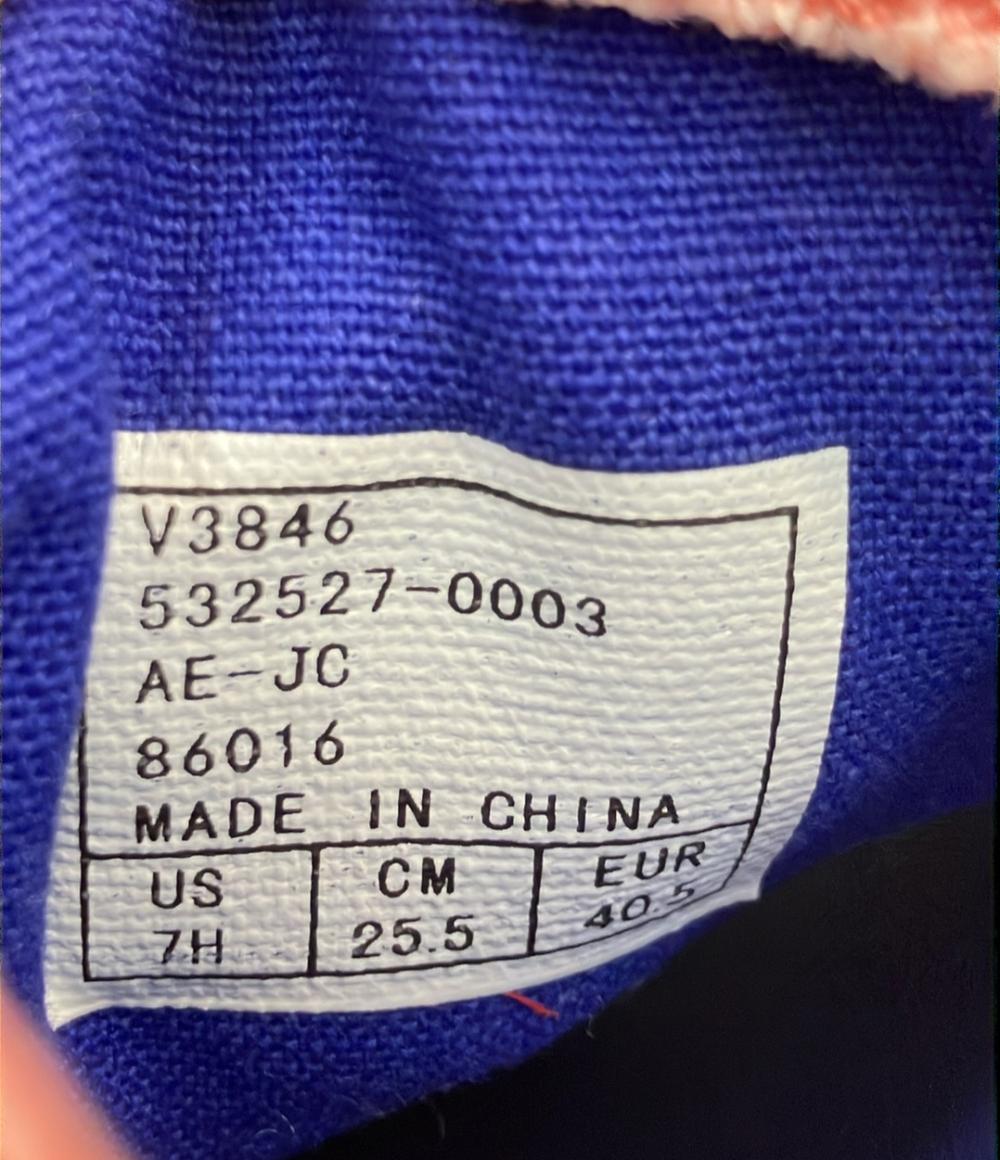 V3846
532527-0003
AE-JC
86016
MADE IN CHINA
US CM EUR
7H 25.5 40.5